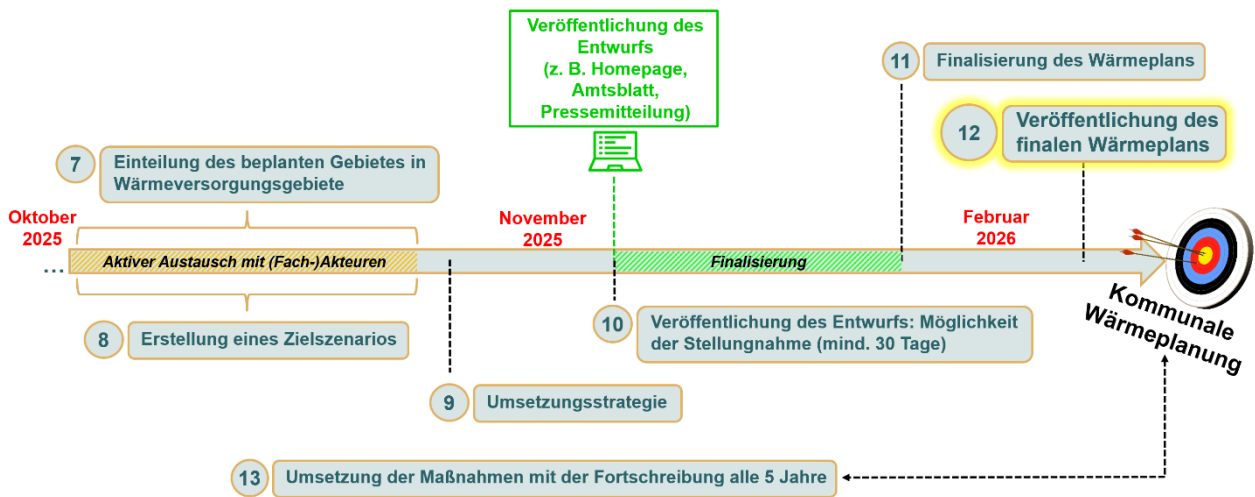 Veröffentlichung des
Entwurfs
(z. B. Homepage,
Amtsblatt,
Pressemitteilung)
11
Finalisierung des Wärmeplans
12
Veröffentlichung des
finalen Wärmeplans
7
Einteilung des beplanten Gebietes in
Wärmeversorgungsgebiete
Oktober
2025
November
2025
Februar
2026
...
Aktiver Austausch mit (Fach-)Akteuren
Finalisierung
Kommunale
Wärmeplanung
8
Erstellung eines Zielszenarios
10
Veröffentlichung des Entwurfs: Möglichkeit
der Stellungnahme (mind. 30 Tage)
9
Umsetzungsstrategie
13
Umsetzung der Maßnahmen mit der Fortschreibung alle 5 Jahre